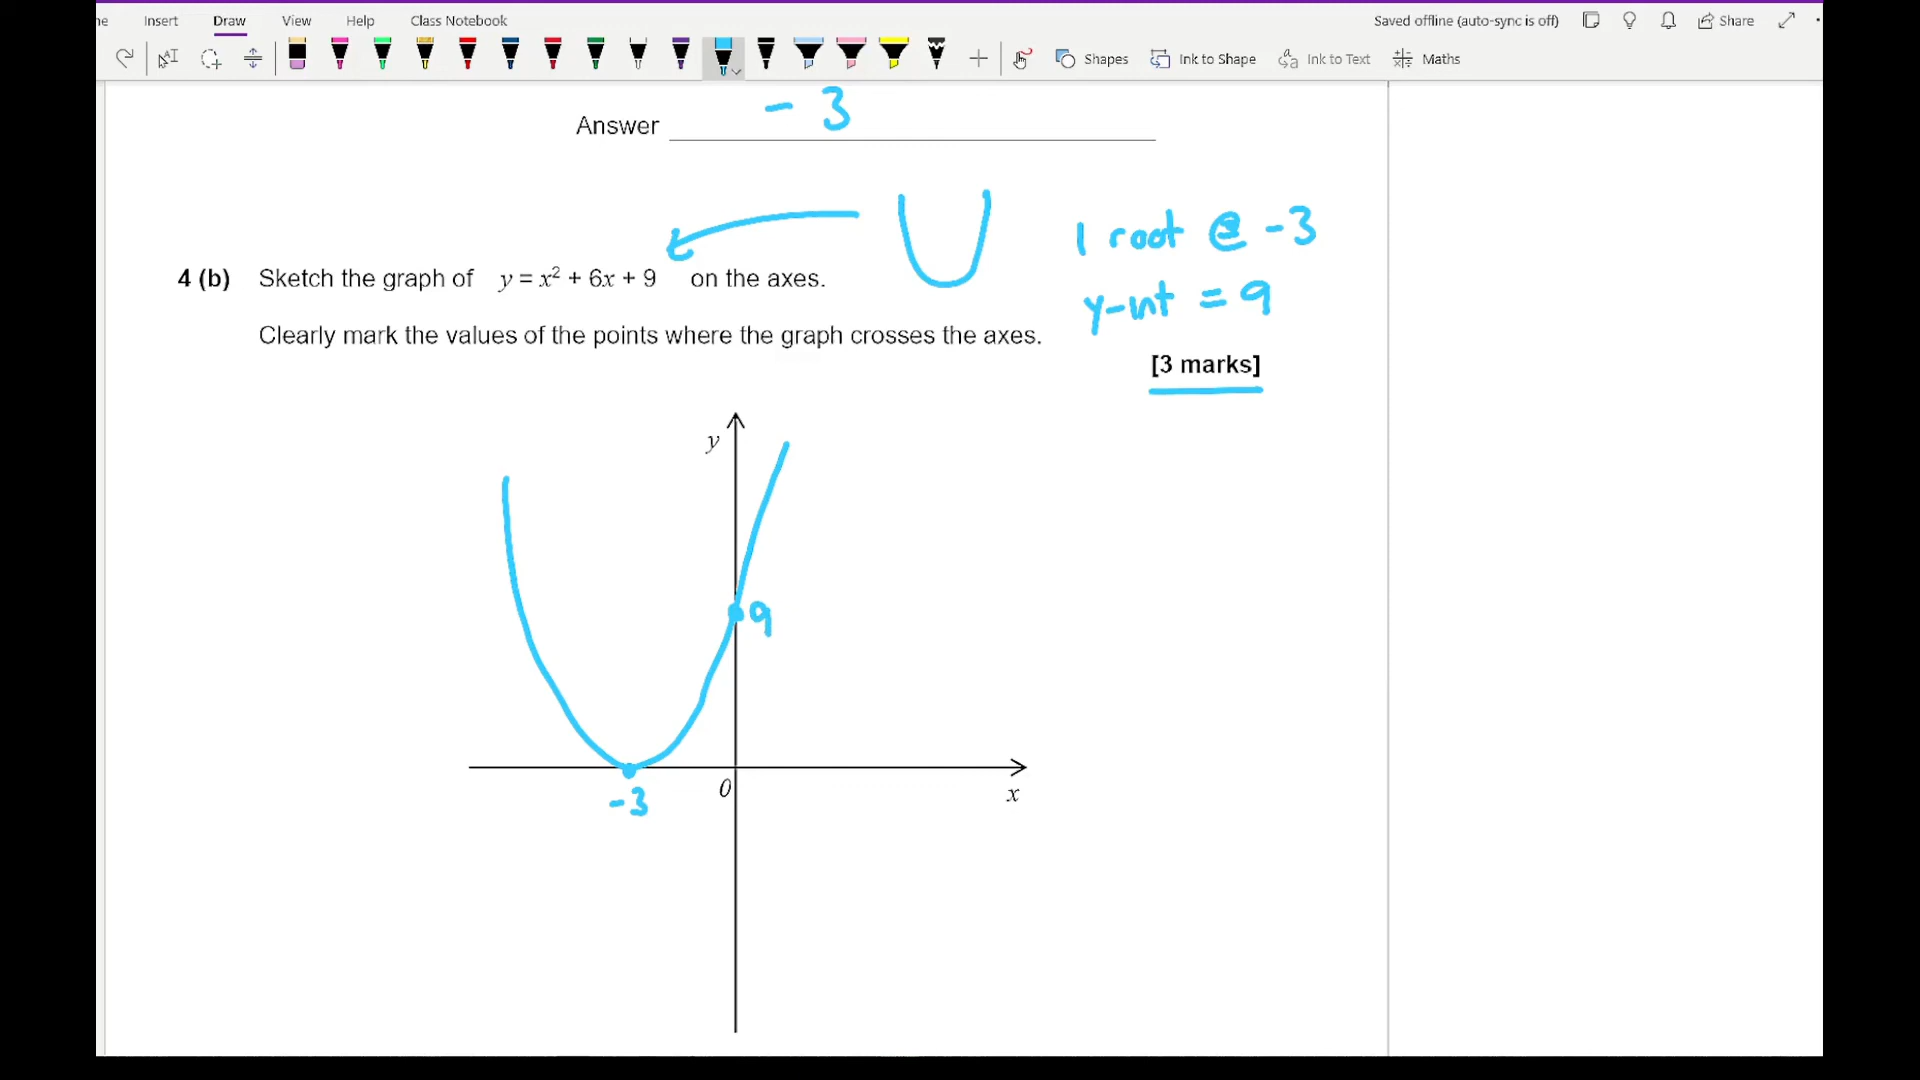 Insert Draw View Help Class Notebook Saved offline (auto-sync is off) Share
Shapes Ink to Shape Ink to Text Maths
Answer - 3
1 root @ -3
4 (b) Sketch the graph of y = x² + 6x + 9 on the axes.
y-int = 9
Clearly mark the values of the points where the graph crosses the axes.
[3 marks]
y
9
0
-3
x